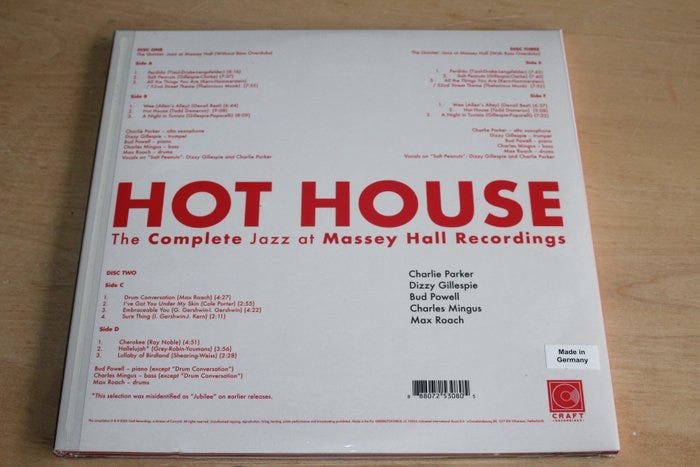 DISC ONE
The Quintet: Jazz at Massey Hall (Without Bass Overdubs)
Side A
1. Perdido (Tizol-Drake-Lengsfelder) (8:16)
2. Salt Peanuts (Gillespie-Clarke) (7:37)
3. All the Things You Are (Kern-Hammerstein)
/ 52nd Street Theme (Thelonious Monk) (7:55)
Side B
1. Wee (Allen's Alley) (Denzil Best) (6:44)
2. Hot House (Tadd Dameron) (9:08)
3. A Night in Tunisia (Gillespie-Paparelli) (8:09)
Charlie Parker – alto saxophone
Dizzy Gillespie – trumpet
Bud Powell – piano
Charles Mingus – bass
Max Roach – drums
Vocals on "Salt Peanuts": Dizzy Gillespie and Charlie Parker
DISC THREE
The Quintet: Jazz at Massey Hall (With Bass Overdubs)
Side E
1. Perdido (Tizol-Drake-Lengsfelder) (7:42)
2. Salt Peanuts (Gillespie-Clarke) (7:40)
3. All the Things You Are (Kern-Hammerstein)
/ 52nd Street Theme (Thelonious Monk) (7:52)
Side F
1. Wee (Allen's Alley) (Denzil Best) (6:37)
2. Hot House (Tadd Dameron) (9:08)
3. A Night in Tunisia (Gillespie-Paparelli) (7:32)
Charlie Parker – alto saxophone
Dizzy Gillespie – trumpet
Bud Powell – piano
Charles Mingus – bass
Max Roach – drums
Vocals on "Salt Peanuts": Dizzy Gillespie and Charlie Parker
HOT HOUSE
The Complete Jazz at Massey Hall Recordings
DISC TWO
Side C
1. Drum Conversation (Max Roach) (4:27)
2. I've Got You Under My Skin (Cole Porter) (2:55)
3. Embraceable You (G. Gershwin-I. Gershwin) (4:22)
4. Sure Thing (I. Gershwin-J. Kern) (2:11)
Side D
1. Cherokee (Ray Noble) (4:51)
2. Hallelujah* (Grey-Robin-Youmans) (3:56)
3. Lullaby of Birdland (Shearing-Weiss) (2:28)
Bud Powell – piano (except "Drum Conversation")
Charles Mingus – bass (except "Drum Conversation")
Max Roach – drums
*This selection was misidentified as "Jubilee" on earlier releases.
Charlie Parker
Dizzy Gillespie
Bud Powell
Charles Mingus
Max Roach
Made in
Germany
8 88072 53080 5
CRAFT
RECORDINGS